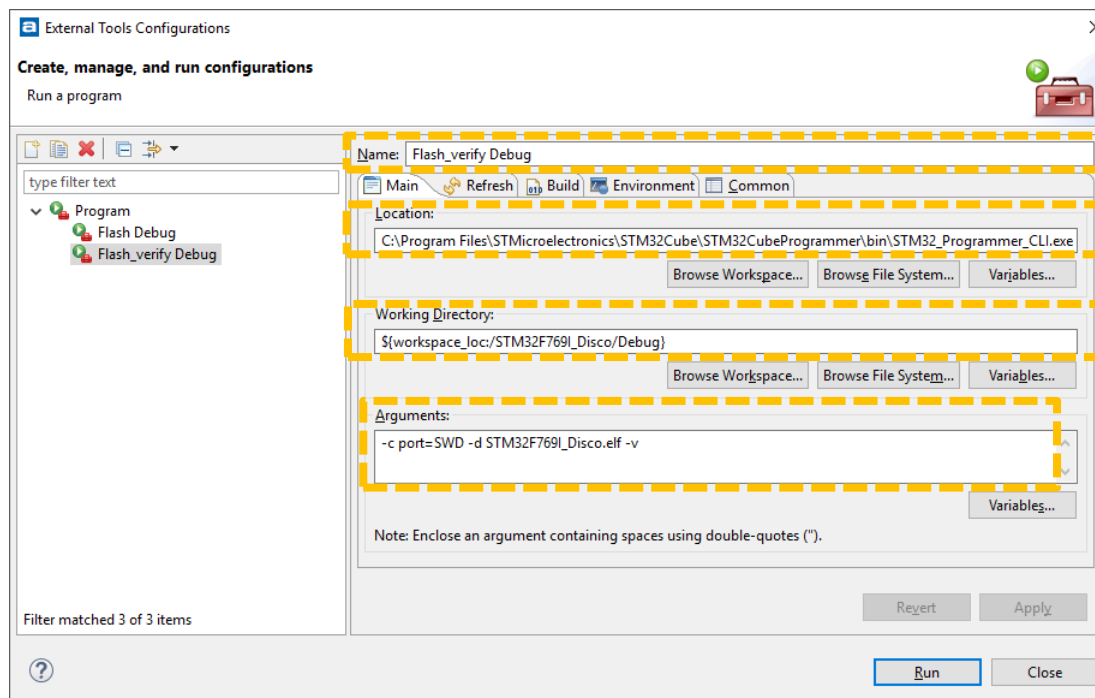 External Tools Configurations
Create, manage, and run configurations
Run a program
type filter text
Program
Flash Debug
Flash_verify Debug
Filter matched 3 of 3 items
Name: Flash_verify Debug
Main Refresh Build Environment Common
Location:
C:\Program Files\STMicroelectronics\STM32Cube\STM32CubeProgrammer\bin\STM32_Programmer_CLI.exe
Browse Workspace... Browse File System... Variables...
Working Directory:
${workspace_loc:/STM32F769I_Disco/Debug}
Browse Workspace... Browse File System... Variables...
Arguments:
-c port=SWD -d STM32F769I_Disco.elf -v
Variables...
Note: Enclose an argument containing spaces using double-quotes (").
Revert Apply
Run Close